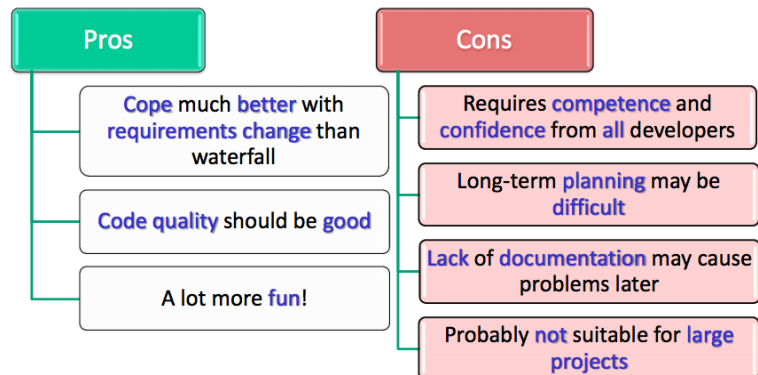 Pros
Cope much better with
requirements change than
waterfall
Code quality should be good
A lot more fun!
Cons
Requires competence and
confidence from all developers
Long-term planning may be
difficult
Lack of documentation may cause
problems later
Probably not suitable for large
projects